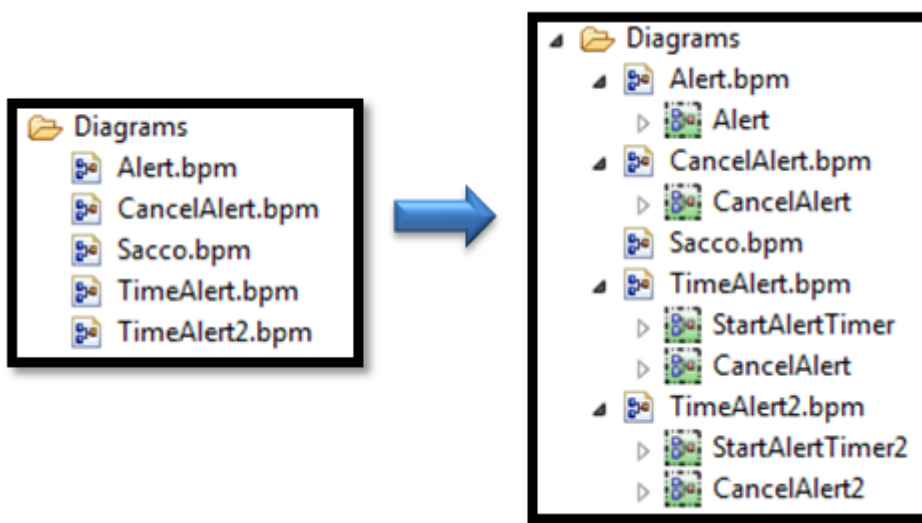 Diagrams
Alert.bpm
CancelAlert.bpm
Sacco.bpm
TimeAlert.bpm
TimeAlert2.bpm
Diagrams
Alert.bpm
Alert
CancelAlert.bpm
CancelAlert
Sacco.bpm
TimeAlert.bpm
StartAlertTimer
CancelAlert
TimeAlert2.bpm
StartAlertTimer2
CancelAlert2